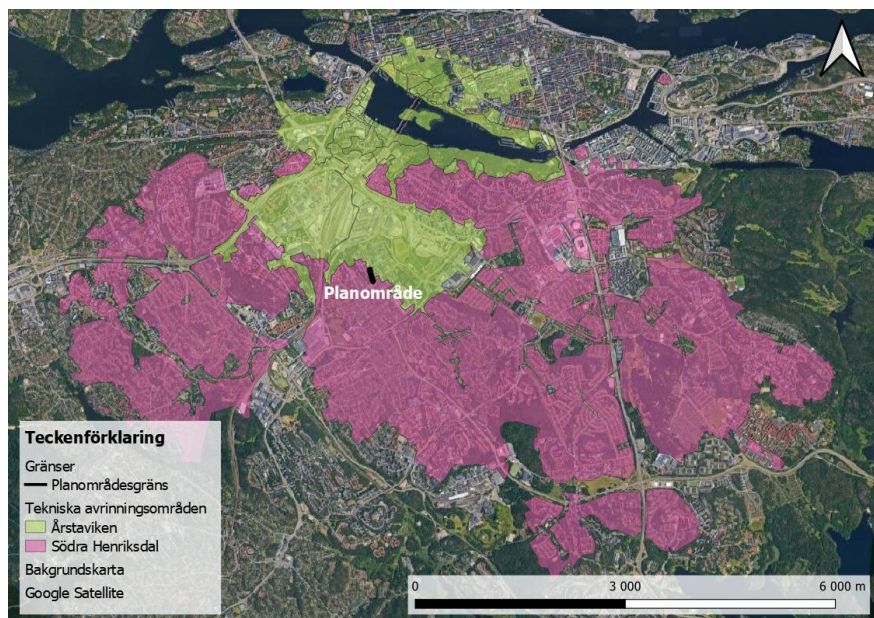 Planområde
Teckenförklaring
Gränser
Planområdesgräns
Tekniska avrinningsområden
Årstaviken
Södra Henriksdal
Bakgrundskarta
Google Satellite
0 3 000 6 000 m